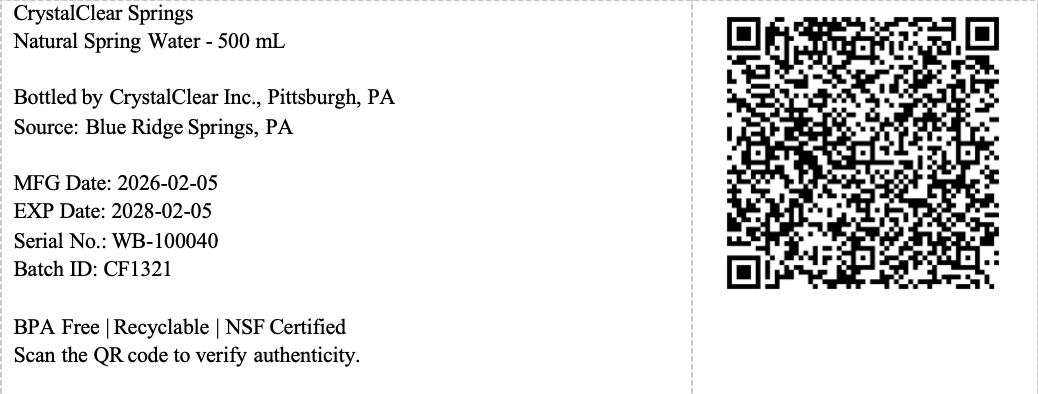 CrystalClear Springs
Natural Spring Water - 500 mL
Bottled by CrystalClear Inc., Pittsburgh, PA
Source: Blue Ridge Springs, PA
MFG Date: 2026-02-05
EXP Date: 2028-02-05
Serial No.: WB-100040
Batch ID: CF1321
BPA Free | Recyclable | NSF Certified
Scan the QR code to verify authenticity.